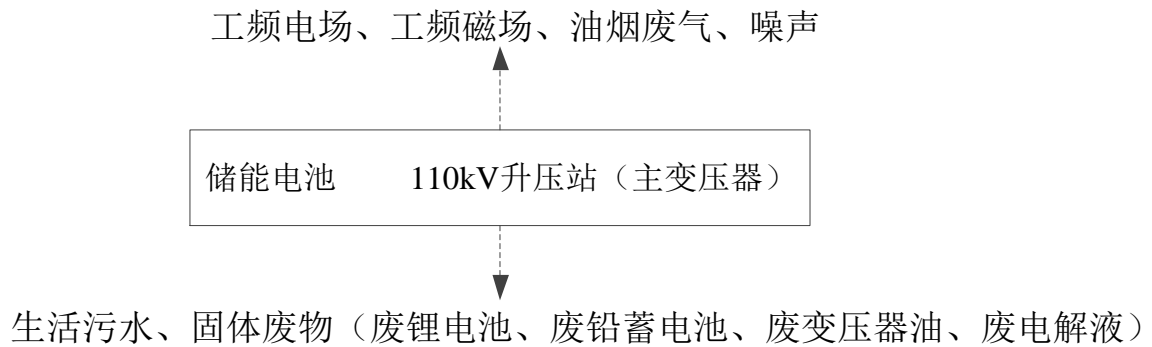 工频电场、工频磁场、油烟废气、噪声
储能电池 110kV升压站（主变压器）
生活污水、固体废物（废锂电池、废铅蓄电池、废变压器油、废电解液）